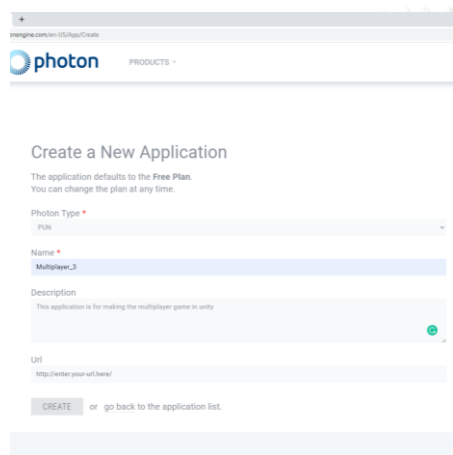 +
onengine.com/en-US/App/Create
photon PRODUCTS
Create a New Application
The application defaults to the Free Plan.
You can change the plan at any time.
Photon Type *
PUN
Name *
Multiplayer_3
Description
This application is for making the multiplayer game in unity
Url
http://enter.your-url.here/
CREATE or go back to the application list.